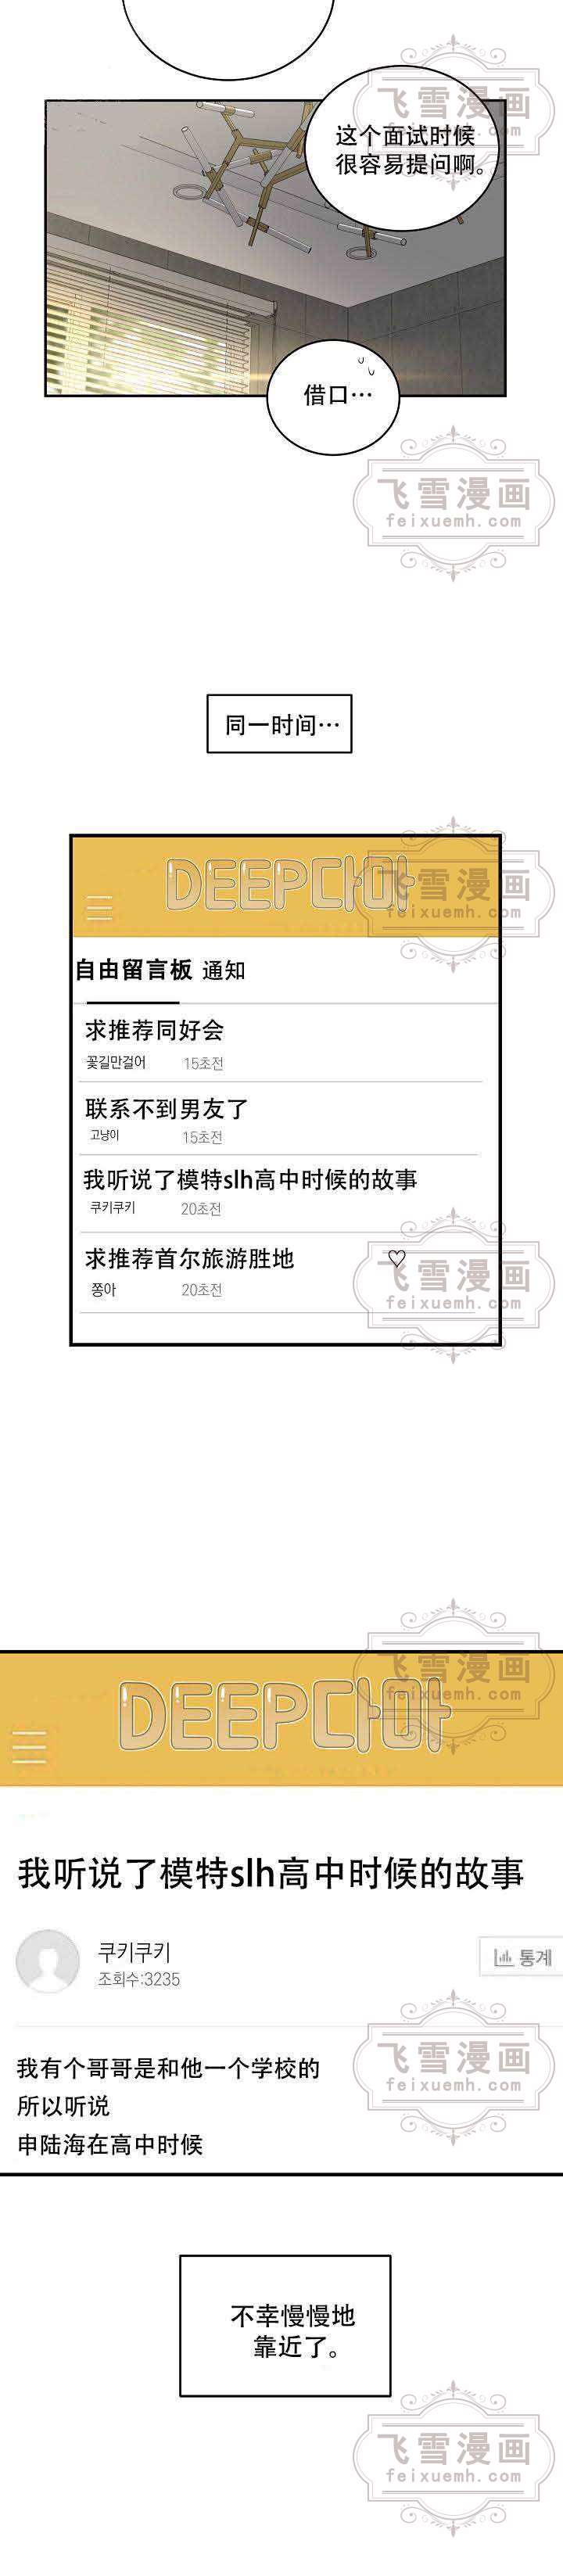 飞雪漫画
这个面试时候
很容易提问啊。
借口…
飞雪漫画
feixuemh.com
同一时间…
DEEP다마
飞雪漫画
feixuemh.com
自由留言板 通知
求推荐同好会
꽃길만걸어 15초전
联系不到男友了
고냥이 15초전
我听说了模特slh高中时候的故事
쿠키쿠키 20초전
求推荐首尔旅游胜地 ♡
쫑아 20초전
飞雪漫画
feixuemh.com
飞雪漫画
feixuemh.com
DEEP다마
我听说了模特slh高中时候的故事
쿠키쿠키
조회수:3235
통계
我有个哥哥是和他一个学校的
所以听说
申陆海在高中时候
飞雪漫画
feixuemh.com
不幸慢慢地
靠近了。
飞雪漫画
feixuemh.com